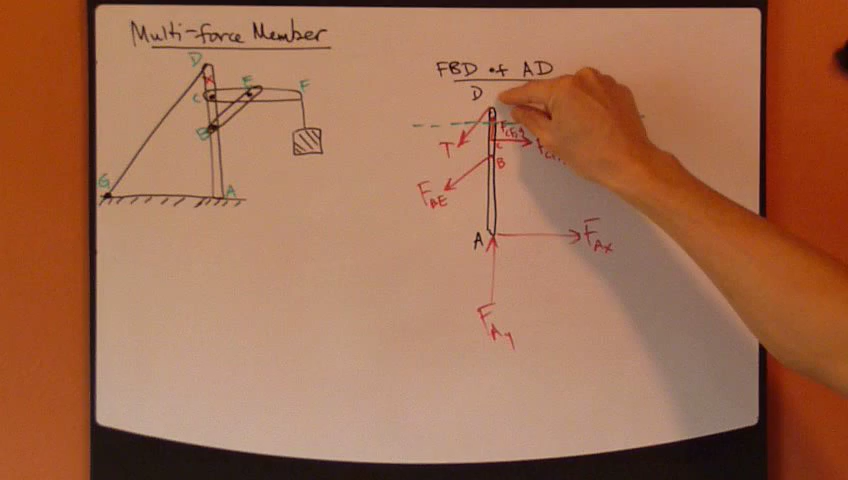 Multi-force Member
FBD of AD
D
D
X
C
E
F
B
G
A
T
C
B
F_BE
A
F_Ax
F_Ay